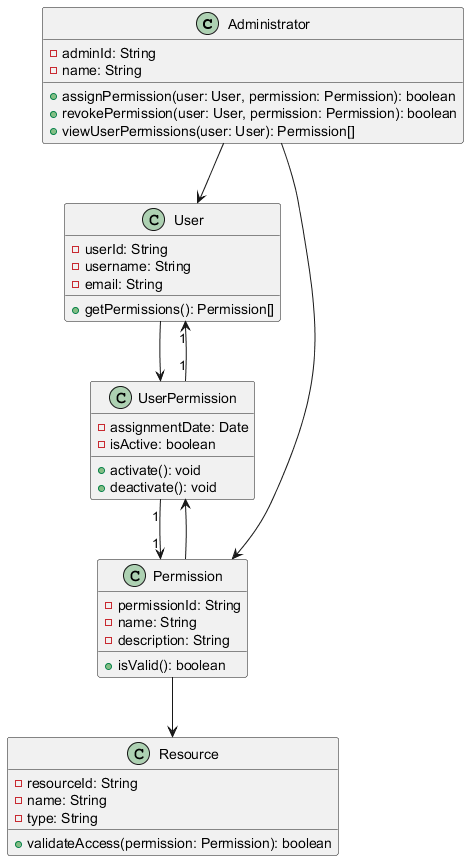 C Administrator
adminId: String
name: String
assignPermission(user: User, permission: Permission): boolean
revokePermission(user: User, permission: Permission): boolean
viewUserPermissions(user: User): Permission[]
C User
userId: String
username: String
email: String
getPermissions(): Permission[]
1
1
C UserPermission
assignmentDate: Date
isActive: boolean
activate(): void
deactivate(): void
1
1
C Permission
permissionId: String
name: String
description: String
isValid(): boolean
C Resource
resourceId: String
name: String
type: String
validateAccess(permission: Permission): boolean